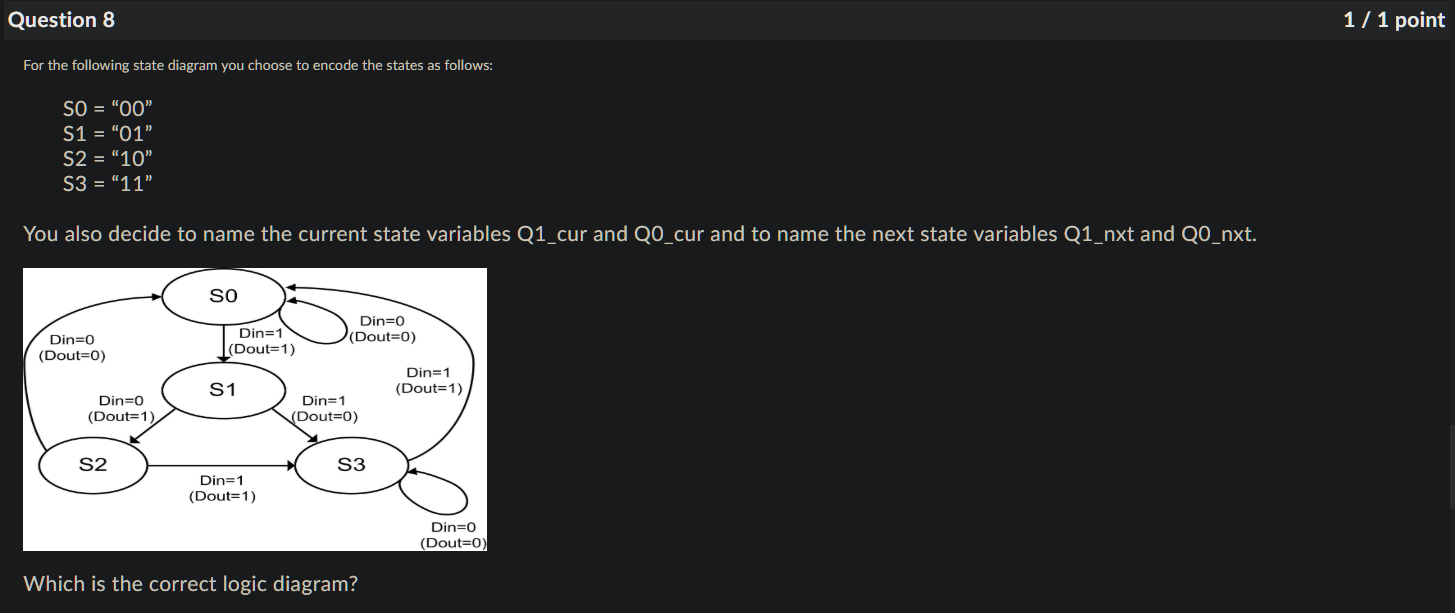 Question 8
1 / 1 point
For the following state diagram you choose to encode the states as follows:
S0 = “00”
S1 = “01”
S2 = “10”
S3 = “11”
You also decide to name the current state variables Q1_cur and Q0_cur and to name the next state variables Q1_nxt and Q0_nxt.
S0
Din=0
(Dout=0)
Din=1
(Dout=1)
Din=0
(Dout=0)
Din=1
(Dout=1)
S1
Din=0
(Dout=1)
Din=1
(Dout=0)
S2
S3
Din=1
(Dout=1)
Din=0
(Dout=0)
Which is the correct logic diagram?